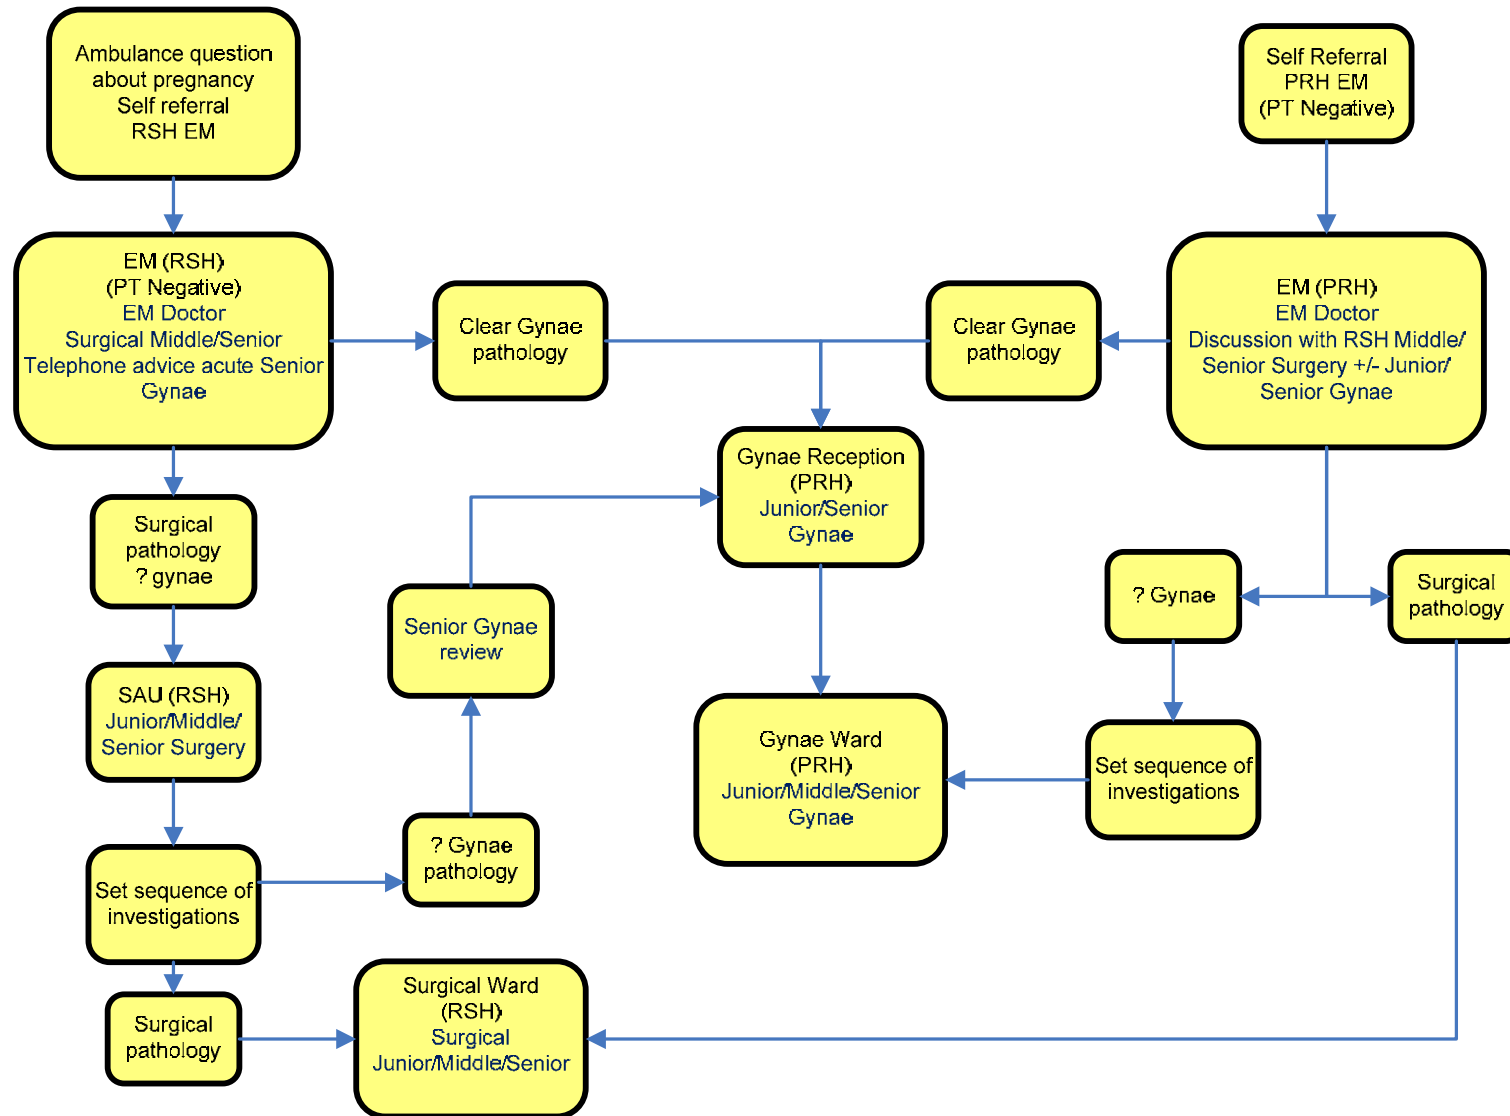 Ambulance question
about pregnancy
Self referral
RSH EM
Self Referral
PRH EM
(PT Negative)
EM (RSH)
(PT Negative)
EM Doctor
Surgical Middle/Senior
Telephone advice acute Senior
Gynae
Clear Gynae
pathology
Clear Gynae
pathology
EM (PRH)
EM Doctor
Discussion with RSH Middle/
Senior Surgery +/- Junior/
Senior Gynae
Gynae Reception
(PRH)
Junior/Senior
Gynae
Surgical
pathology
? gynae
Senior Gynae
review
? Gynae
Surgical
pathology
SAU (RSH)
Junior/Middle/
Senior Surgery
Gynae Ward
(PRH)
Junior/Middle/Senior
Gynae
Set sequence of
investigations
? Gynae
pathology
Set sequence of
investigations
Surgical
pathology
Surgical Ward
(RSH)
Surgical
Junior/Middle/Senior